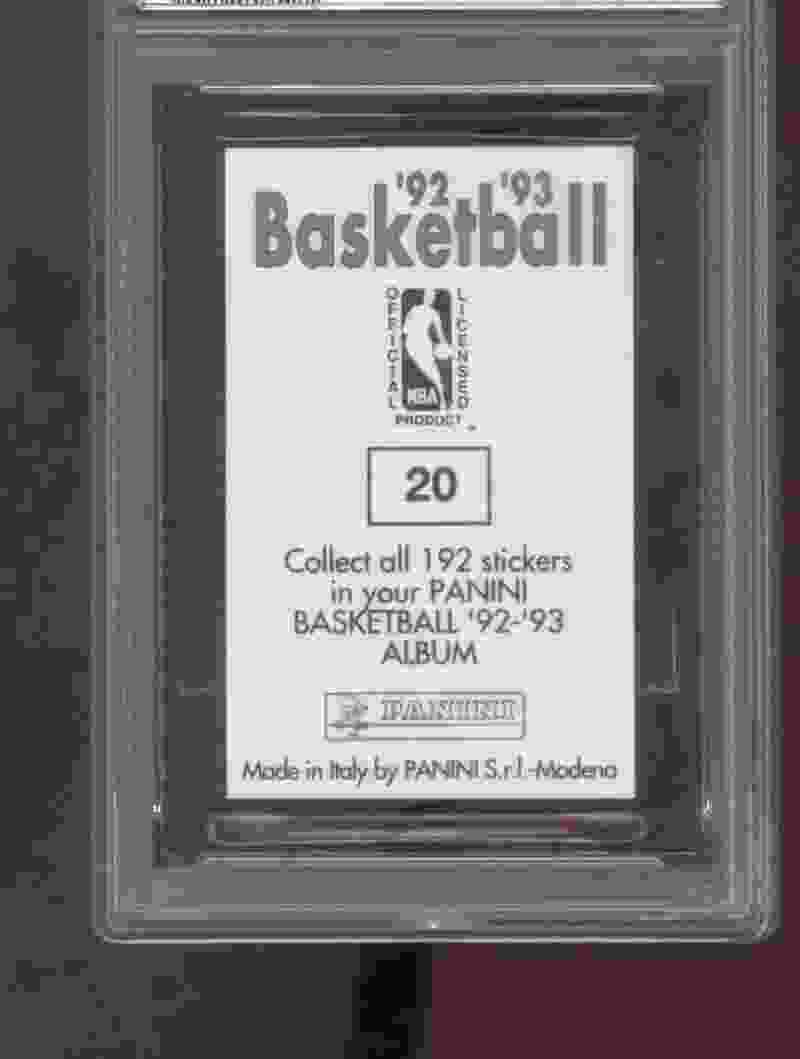 '92 '93
Basketball
OFFICIAL LICENSED
NBA
PRODUCT
20
Collect all 192 stickers
in your PANINI
BASKETBALL '92-'93
ALBUM
PANINI
Made in Italy by PANINI S.r.l.-Modena